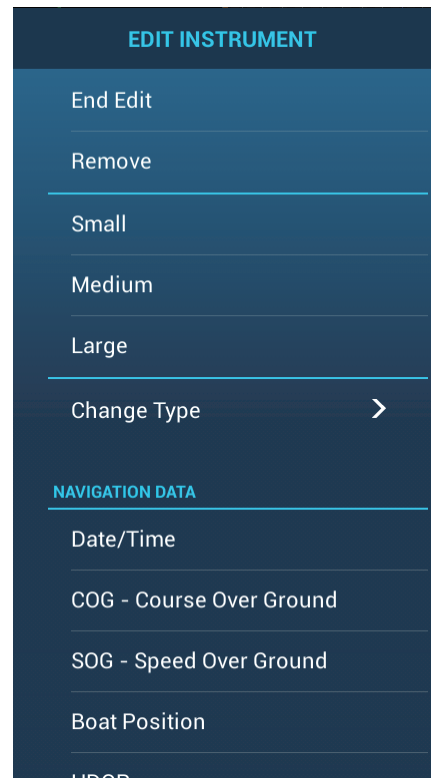 EDIT INSTRUMENT
End Edit
Remove
Small
Medium
Large
Change Type
NAVIGATION DATA
Date/Time
COG - Course Over Ground
SOG - Speed Over Ground
Boat Position